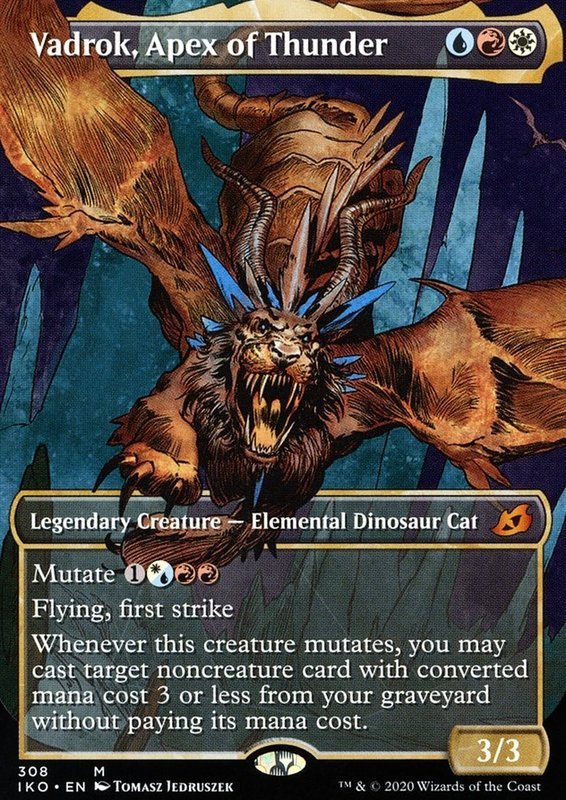 Vadrok, Apex of Thunder
Legendary Creature — Elemental Dinosaur Cat
Mutate 1
Flying, first strike
Whenever this creature mutates, you may
cast target noncreature card with converted
mana cost 3 or less from your graveyard
without paying its mana cost.
3/3
308 M
IKO • EN Tomasz Jedruszek
™ & © 2020 Wizards of the Coast